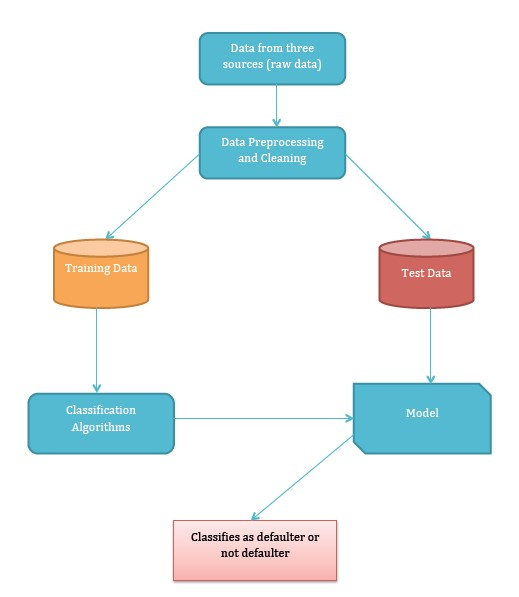 Data from three
sources (raw data)
Data Preprocessing
and Cleaning
Training Data
Test Data
Classification
Algorithms
Model
Classifies as defaulter or
not defaulter